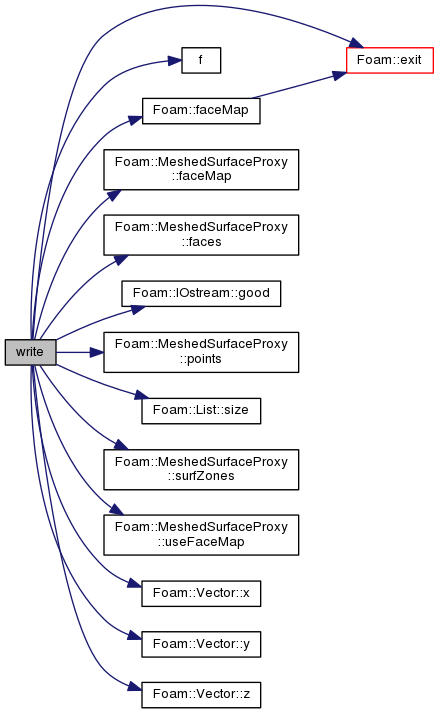 Foam::exit
f
Foam::faceMap
Foam::MeshedSurfaceProxy
::faceMap
Foam::MeshedSurfaceProxy
::faces
Foam::IOstream::good
write
Foam::MeshedSurfaceProxy
::points
Foam::List::size
Foam::MeshedSurfaceProxy
::surfZones
Foam::MeshedSurfaceProxy
::useFaceMap
Foam::Vector::x
Foam::Vector::y
Foam::Vector::z